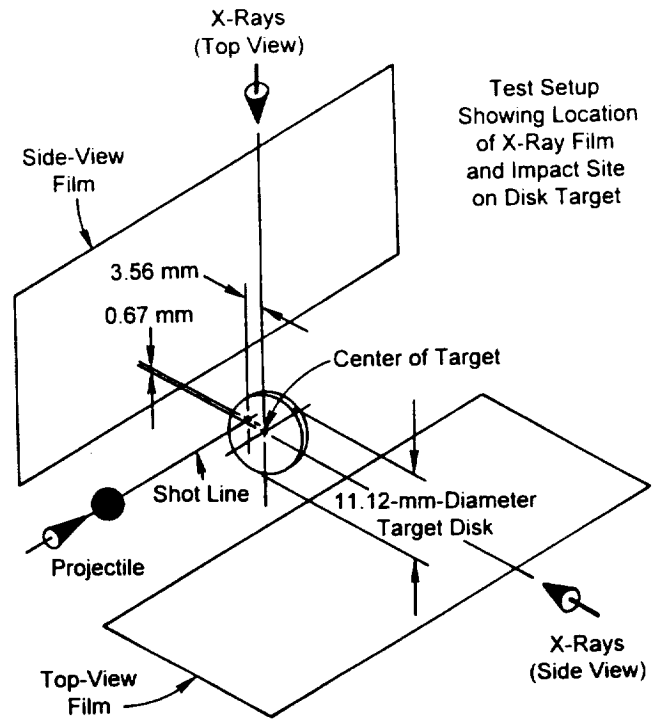 X-Rays
(Top View)
Test Setup
Showing Location
of X-Ray Film
and Impact Site
on Disk Target
Side-View
Film
3.56 mm
0.67 mm
Center of Target
Shot Line
11.12-mm-Diameter
Target Disk
Projectile
X-Rays
(Side View)
Top-View
Film